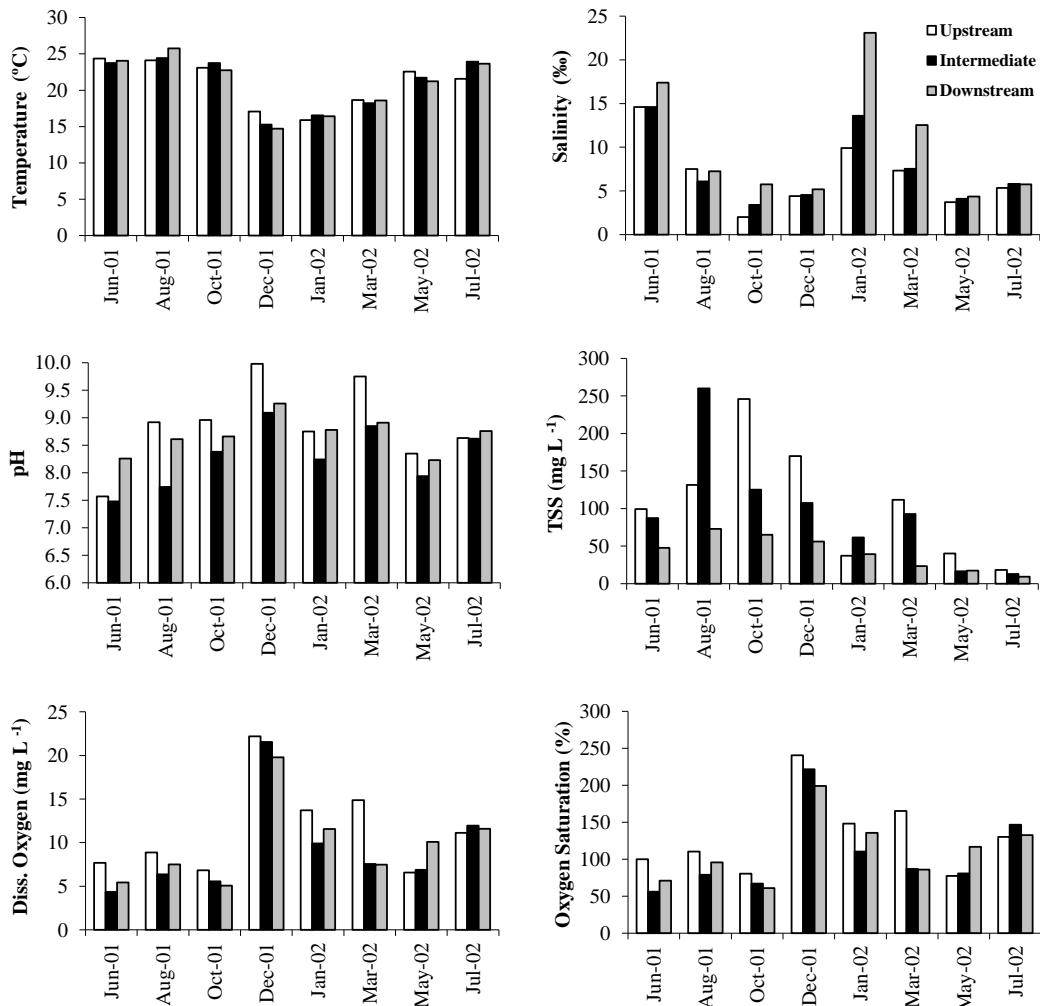 Temperature (ºC)
30
25
20
15
10
5
0
Jun-01
Aug-01
Oct-01
Dec-01
Jan-02
Mar-02
May-02
Jul-02
Salinity (‰)
25
20
15
10
5
0
Upstream
Intermediate
Downstream
Jun-01
Aug-01
Oct-01
Dec-01
Jan-02
Mar-02
May-02
Jul-02
pH
10.0
9.5
9.0
8.5
8.0
7.5
7.0
6.5
6.0
Jun-01
Aug-01
Oct-01
Dec-01
Jan-02
Mar-02
May-02
Jul-02
TSS (mg L -1)
300
250
200
150
100
50
0
Jun-01
Aug-01
Oct-01
Dec-01
Jan-02
Mar-02
May-02
Jul-02
Diss. Oxygen (mg L -1)
25
20
15
10
5
0
Jun-01
Aug-01
Oct-01
Dec-01
Jan-02
Mar-02
May-02
Jul-02
Oxygen Saturation (%)
300
250
200
150
100
50
0
Jun-01
Aug-01
Oct-01
Dec-01
Jan-02
Mar-02
May-02
Jul-02